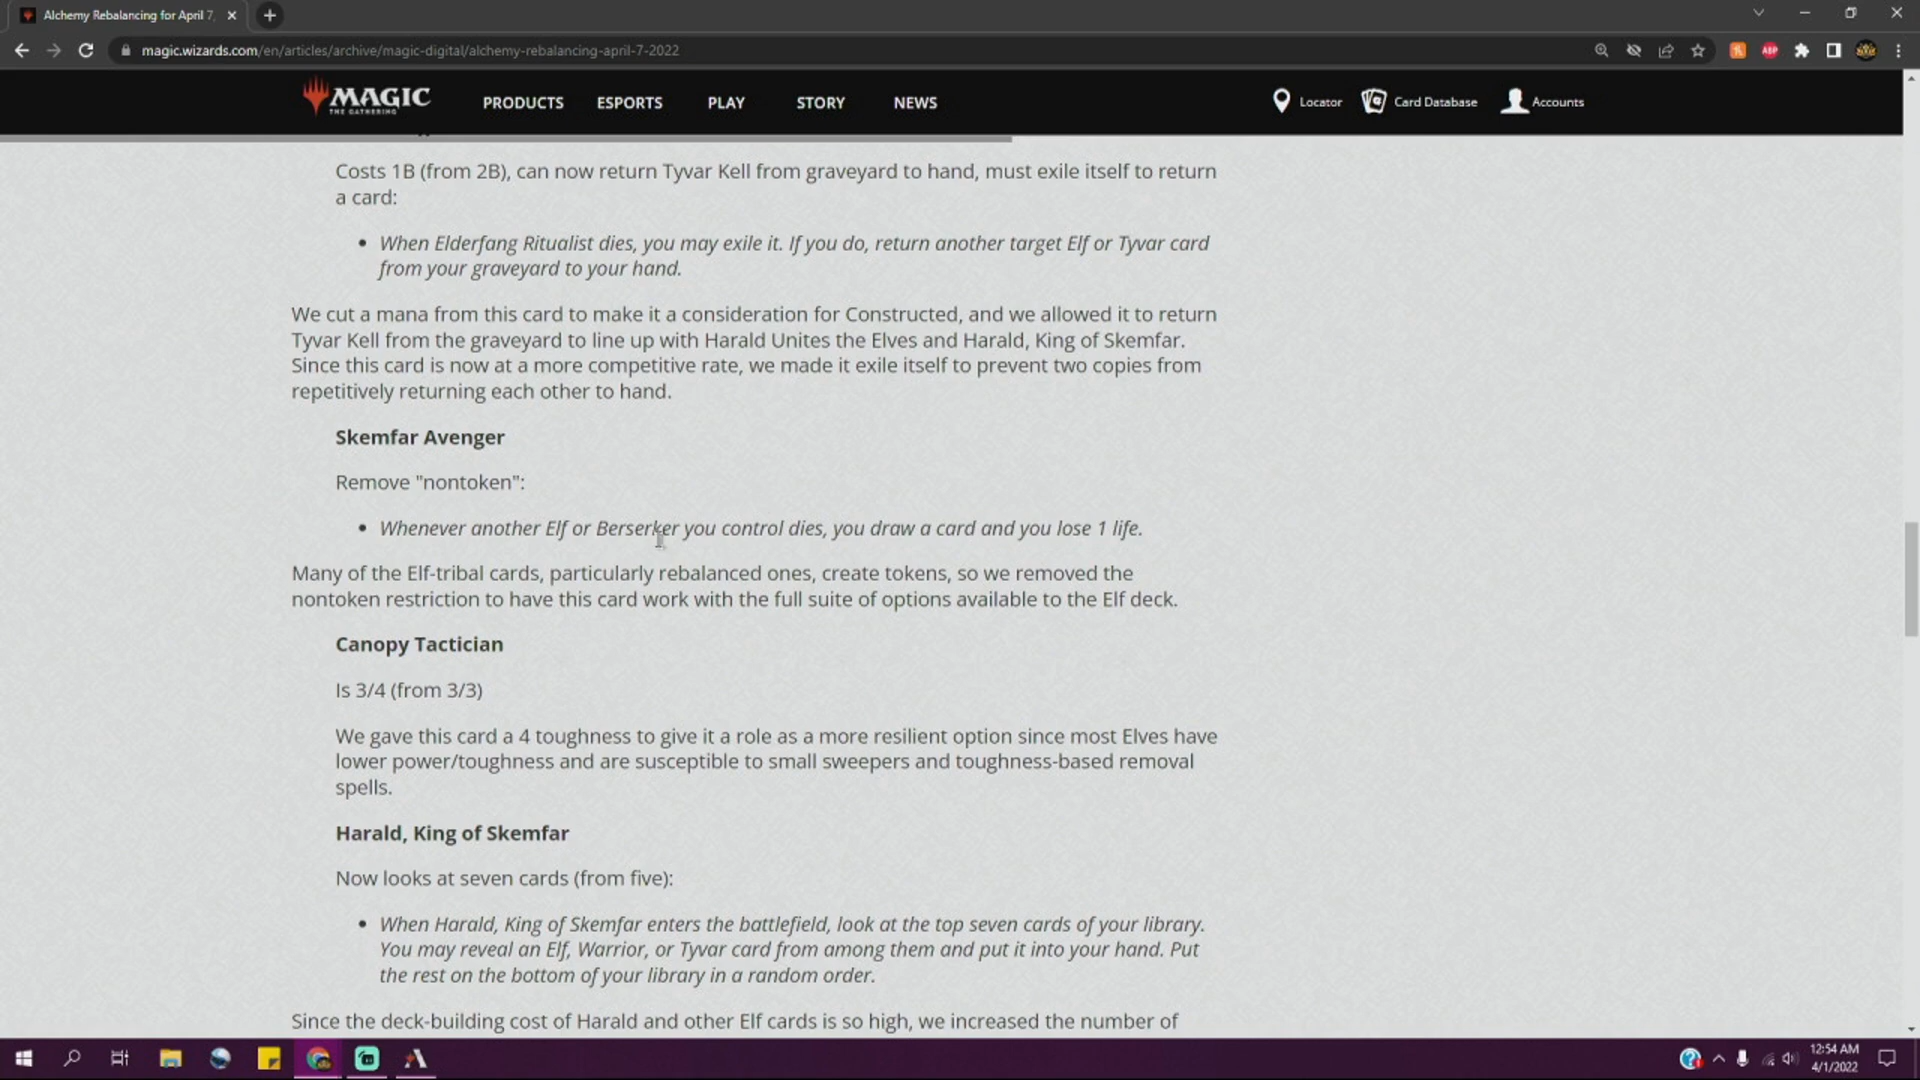 Alchemy Rebalancing for April 7,
magic.wizards.com/en/articles/archive/magic-digital/alchemy-rebalancing-april-7-2022
ABP
MAGIC
THE GATHERING
PRODUCTS
ESPORTS
PLAY
STORY
NEWS
Locator
Card Database
Accounts
Costs 1B (from 2B), can now return Tyvar Kell from graveyard to hand, must exile itself to return
a card:
• When Elderfang Ritualist dies, you may exile it. If you do, return another target Elf or Tyvar card
from your graveyard to your hand.
We cut a mana from this card to make it a consideration for Constructed, and we allowed it to return
Tyvar Kell from the graveyard to line up with Harald Unites the Elves and Harald, King of Skemfar.
Since this card is now at a more competitive rate, we made it exile itself to prevent two copies from
repetitively returning each other to hand.
Skemfar Avenger
Remove "nontoken":
• Whenever another Elf or Berserker you control dies, you draw a card and you lose 1 life.
Many of the Elf-tribal cards, particularly rebalanced ones, create tokens, so we removed the
nontoken restriction to have this card work with the full suite of options available to the Elf deck.
Canopy Tactician
Is 3/4 (from 3/3)
We gave this card a 4 toughness to give it a role as a more resilient option since most Elves have
lower power/toughness and are susceptible to small sweepers and toughness-based removal
spells.
Harald, King of Skemfar
Now looks at seven cards (from five):
• When Harald, King of Skemfar enters the battlefield, look at the top seven cards of your library.
You may reveal an Elf, Warrior, or Tyvar card from among them and put it into your hand. Put
the rest on the bottom of your library in a random order.
Since the deck-building cost of Harald and other Elf cards is so high, we increased the number of
12:54 AM
4/1/2022